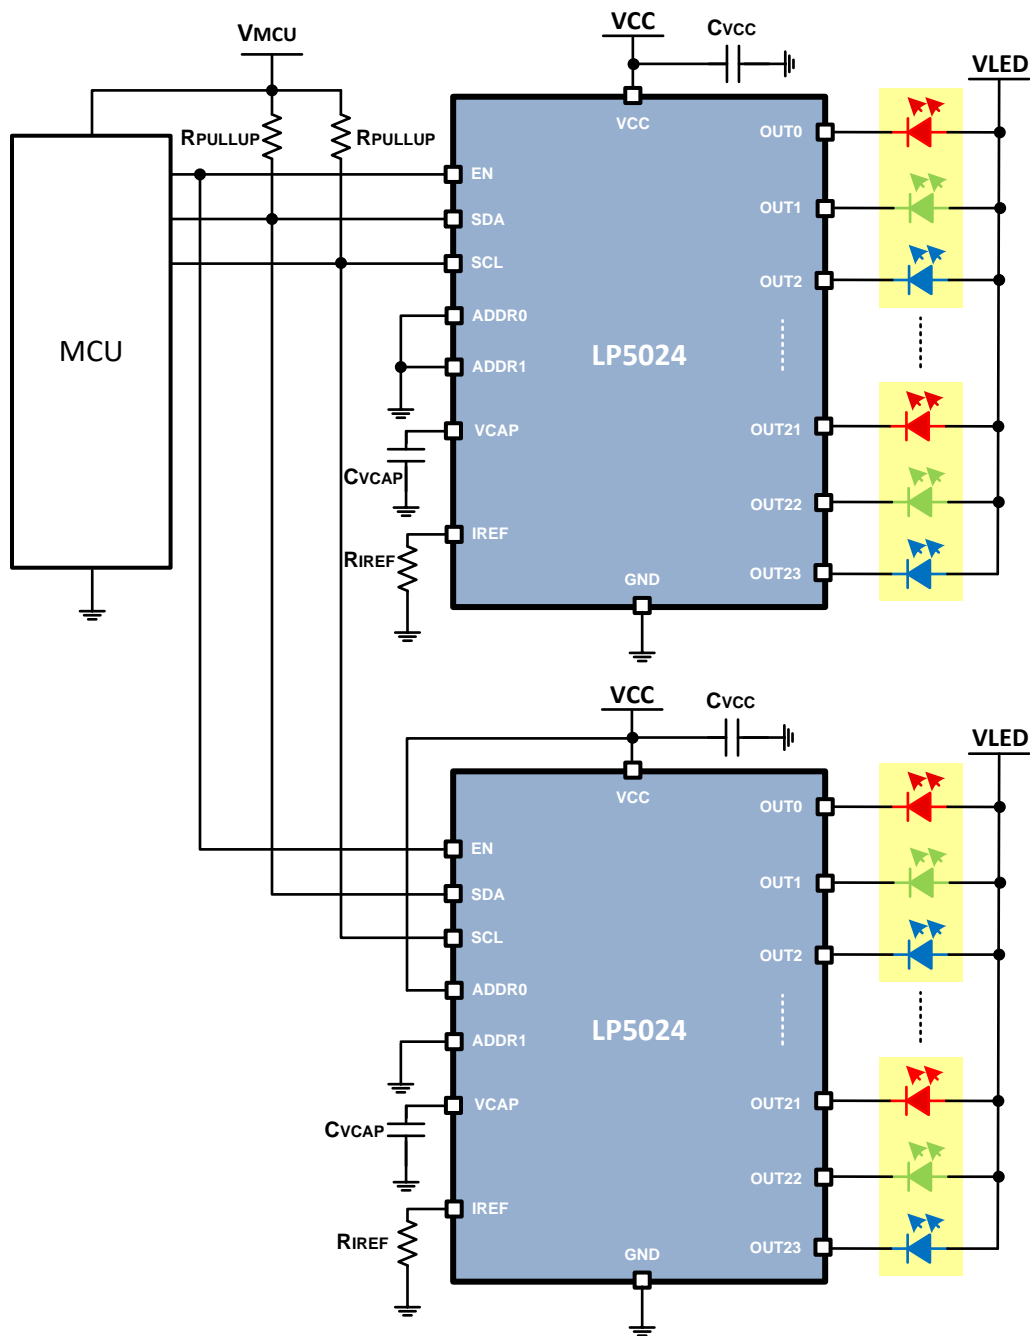 VMCU
VCC
CVCC
VLED
RPULLUP
RPULLUP
MCU
VCC
EN
SDA
SCL
ADDR0
ADDR1
VCAP
IREF
LP5024
GND
OUT0
OUT1
OUT2
OUT21
OUT22
OUT23
CVCAP
RIREF
VCC
CVCC
VLED
VCC
EN
SDA
SCL
ADDR0
ADDR1
VCAP
IREF
LP5024
GND
OUT0
OUT1
OUT2
OUT21
OUT22
OUT23
CVCAP
RIREF